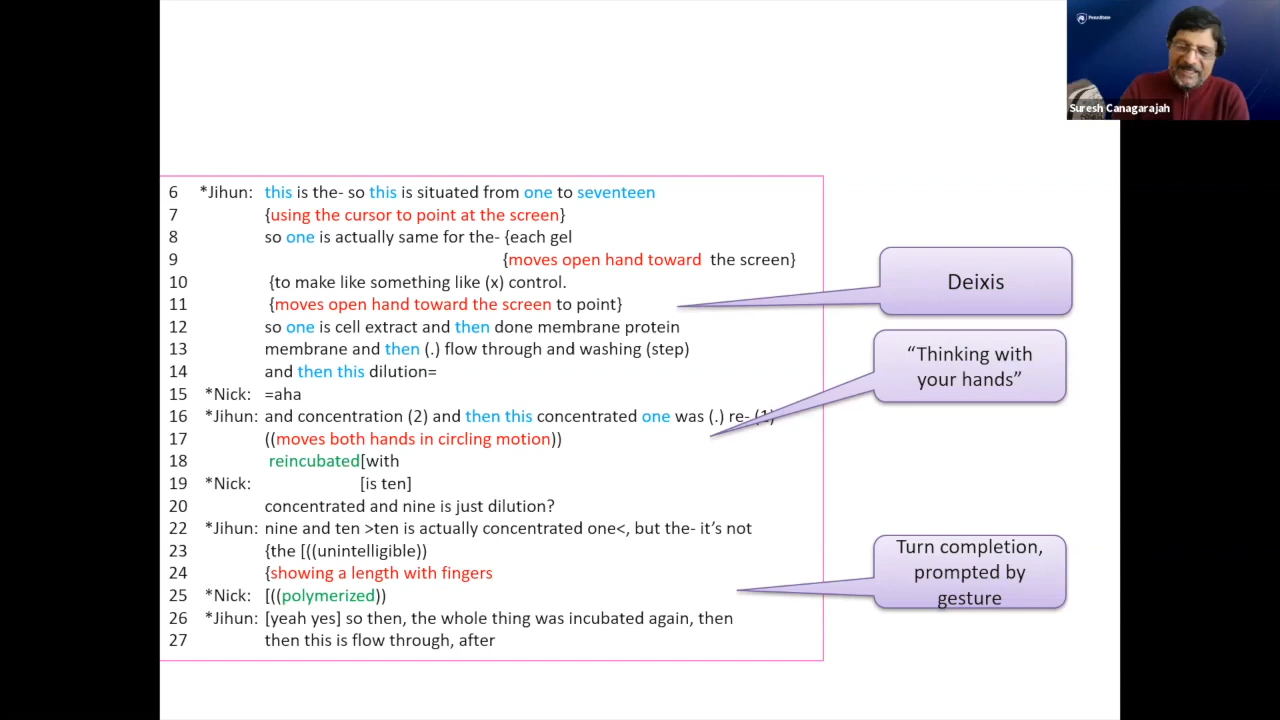 PennState
Suresh Canagarajah
6 *Jihun: this is the- so this is situated from one to seventeen
7 {using the cursor to point at the screen}
8 so one is actually same for the- {each gel
9 {moves open hand toward the screen}
10 {to make like something like (x) control.
11 {moves open hand toward the screen to point}
12 so one is cell extract and then done membrane protein
13 membrane and then (.) flow through and washing (step)
14 and then this dilution=
15 *Nick: =aha
16 *Jihun: and concentration (2) and then this concentrated one was (.) re- (1)
17 ((moves both hands in circling motion))
18 reincubated[with
19 *Nick: [is ten]
20 concentrated and nine is just dilution?
22 *Jihun: nine and ten >ten is actually concentrated one<, but the- it’s not
23 {the [((unintelligible))
24 {showing a length with fingers
25 *Nick: [((polymerized))
26 *Jihun: [yeah yes] so then, the whole thing was incubated again, then
27 then this is flow through, after
Deixis
“Thinking with
your hands”
Turn completion,
prompted by
gesture